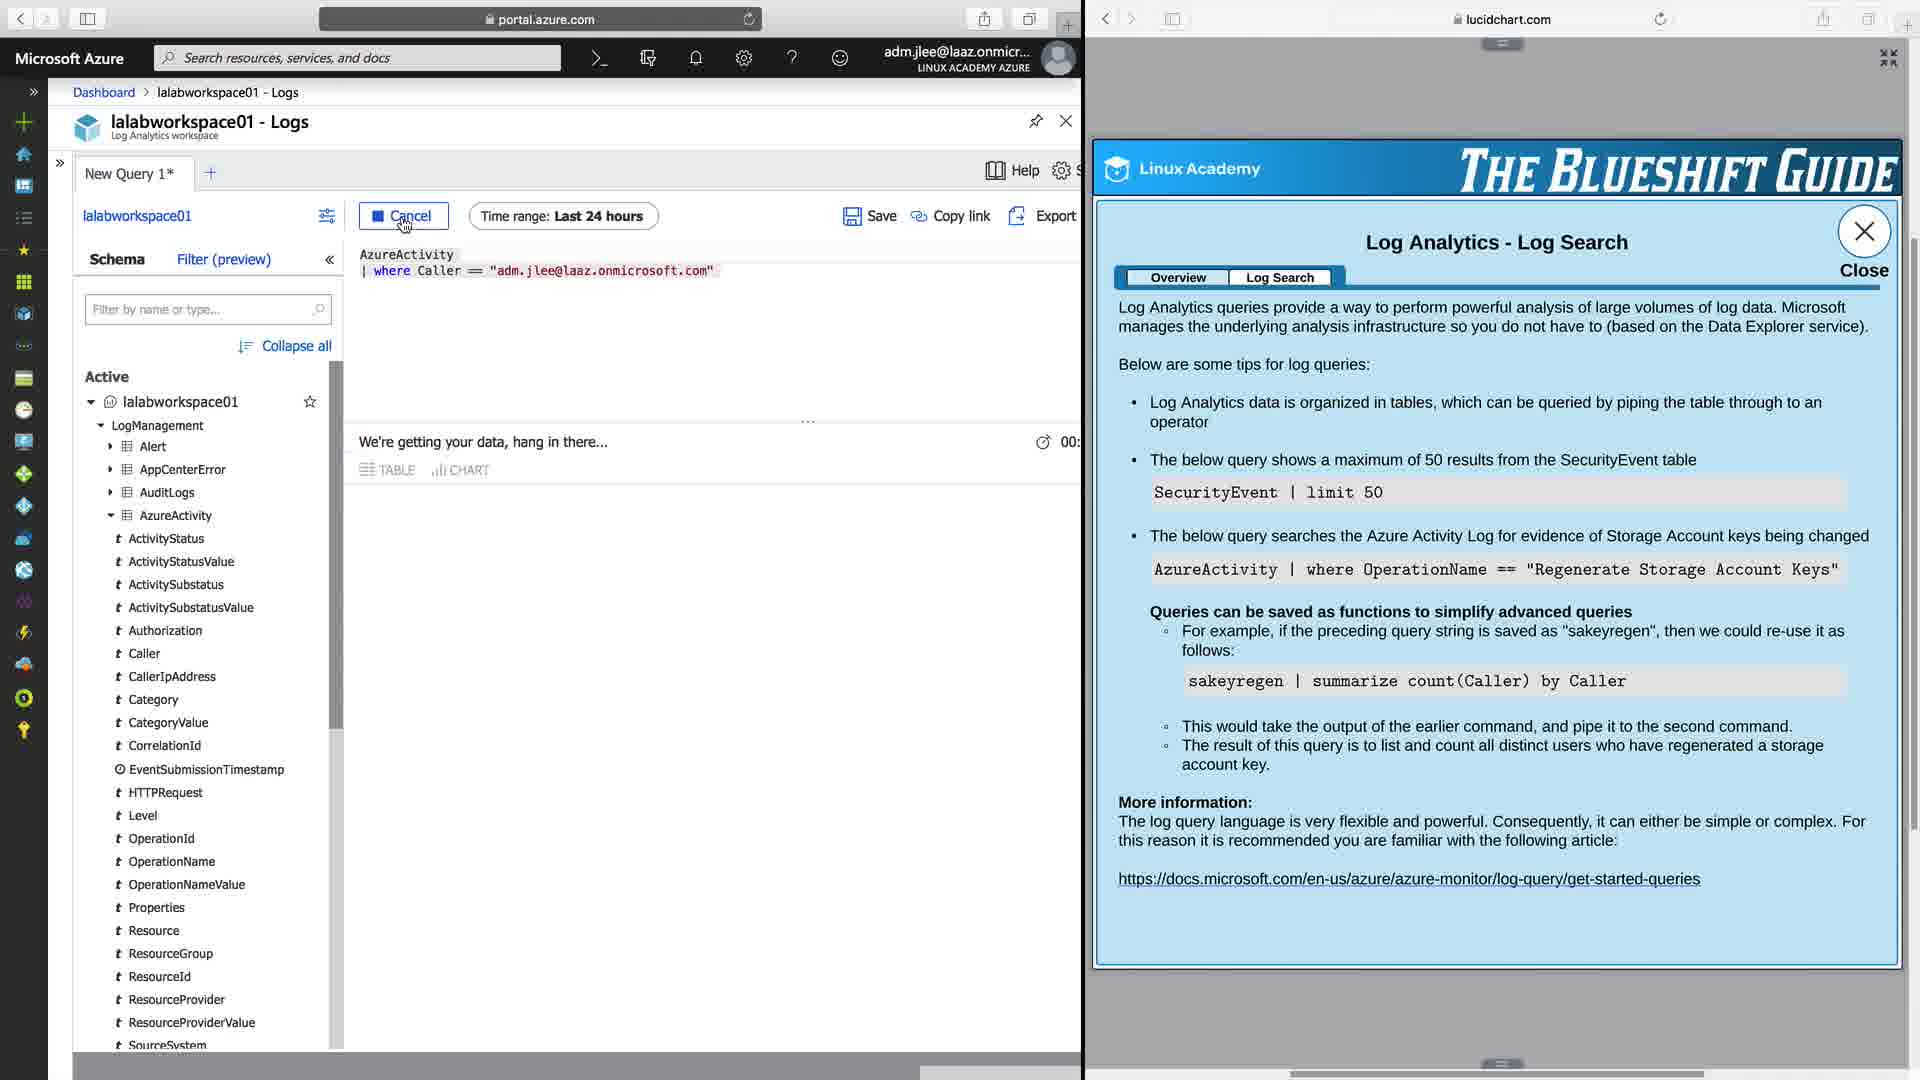 portal.azure.com
Microsoft Azure
Search resources, services, and docs
adm.jlee@laaz.onmicr...
LINUX ACADEMY AZURE
Dashboard > lalabworkspace01 - Logs
lalabworkspace01 - Logs
Log Analytics workspace
New Query 1*
Help
lalabworkspace01
Cancel
Time range: Last 24 hours
Save
Copy link
Export
Schema
Filter (preview)
AzureActivity
| where Caller == "adm.jlee@laaz.onmicrosoft.com"
Filter by name or type...
Collapse all
Active
lalabworkspace01
LogManagement
Alert
AppCenterError
AuditLogs
AzureActivity
t ActivityStatus
t ActivityStatusValue
t ActivitySubstatus
t ActivitySubstatusValue
t Authorization
t Caller
t CallerIpAddress
t Category
t CategoryValue
t CorrelationId
EventSubmissionTimestamp
t HTTPRequest
t Level
t OperationId
t OperationName
t OperationNameValue
t Properties
t Resource
t ResourceGroup
t ResourceId
t ResourceProvider
t ResourceProviderValue
t SourceSystem
We're getting your data, hang in there...
00:
TABLE
CHART
lucidchart.com
Linux Academy
THE BLUESHIFT GUIDE
Log Analytics - Log Search
Close
Overview
Log Search
Log Analytics queries provide a way to perform powerful analysis of large volumes of log data. Microsoft
manages the underlying analysis infrastructure so you do not have to (based on the Data Explorer service).
Below are some tips for log queries:
• Log Analytics data is organized in tables, which can be queried by piping the table through to an
operator
• The below query shows a maximum of 50 results from the SecurityEvent table
SecurityEvent | limit 50
• The below query searches the Azure Activity Log for evidence of Storage Account keys being changed
AzureActivity | where OperationName == "Regenerate Storage Account Keys"
Queries can be saved as functions to simplify advanced queries
◦ For example, if the preceding query string is saved as "sakeyregen", then we could re-use it as
follows:
sakeyregen | summarize count(Caller) by Caller
◦ This would take the output of the earlier command, and pipe it to the second command.
◦ The result of this query is to list and count all distinct users who have regenerated a storage
account key.
More information:
The log query language is very flexible and powerful. Consequently, it can either be simple or complex. For
this reason it is recommended you are familiar with the following article:
https://docs.microsoft.com/en-us/azure/azure-monitor/log-query/get-started-queries